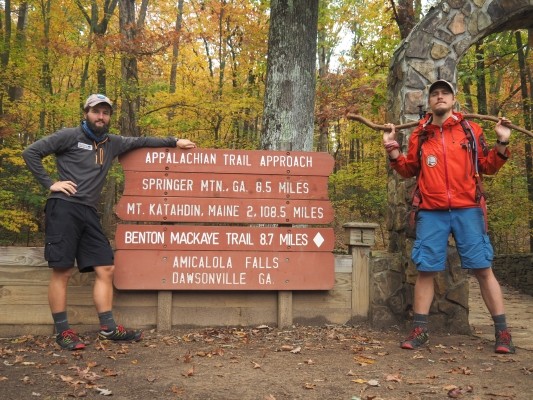 APPALACHIAN TRAIL APPROACH
SPRINGER MTN., GA. 8.5 MILES
MT. KATAHDIN, MAINE 2,108.5 MILES
BENTON MACKAYE TRAIL 8.7 MILES
AMICALOLA FALLS
DAWSONVILLE GA